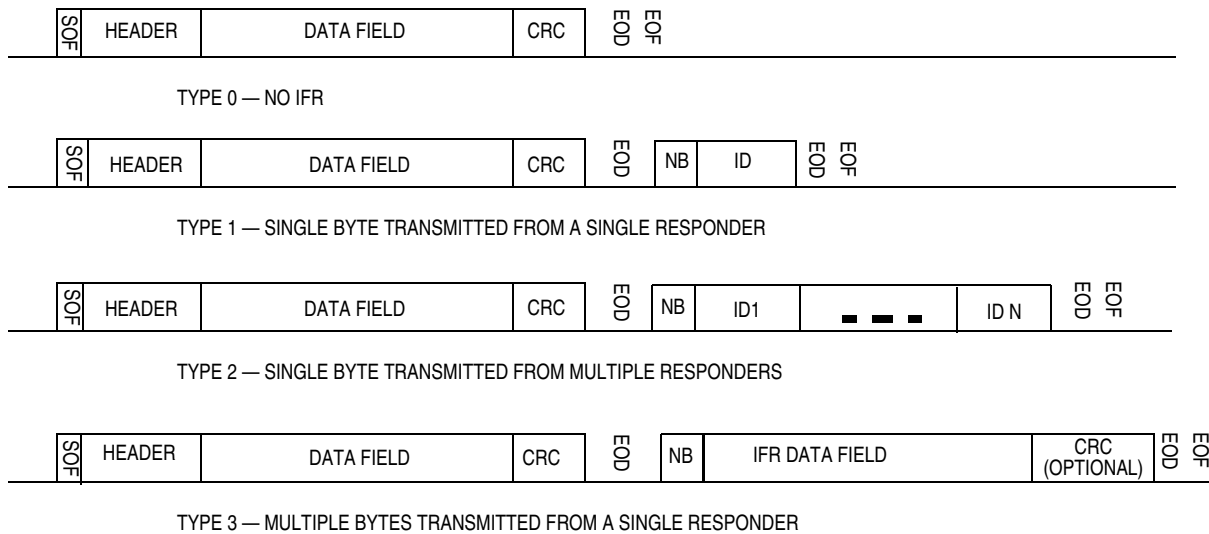 SOF HEADER DATA FIELD CRC EOD EOF
TYPE 0 — NO IFR
SOF HEADER DATA FIELD CRC EOD NB ID EOD EOF
TYPE 1 — SINGLE BYTE TRANSMITTED FROM A SINGLE RESPONDER
SOF HEADER DATA FIELD CRC EOD NB ID1 ID N EOD EOF
TYPE 2 — SINGLE BYTE TRANSMITTED FROM MULTIPLE RESPONDERS
SOF HEADER DATA FIELD CRC EOD NB IFR DATA FIELD CRC (OPTIONAL) EOD EOF
TYPE 3 — MULTIPLE BYTES TRANSMITTED FROM A SINGLE RESPONDER